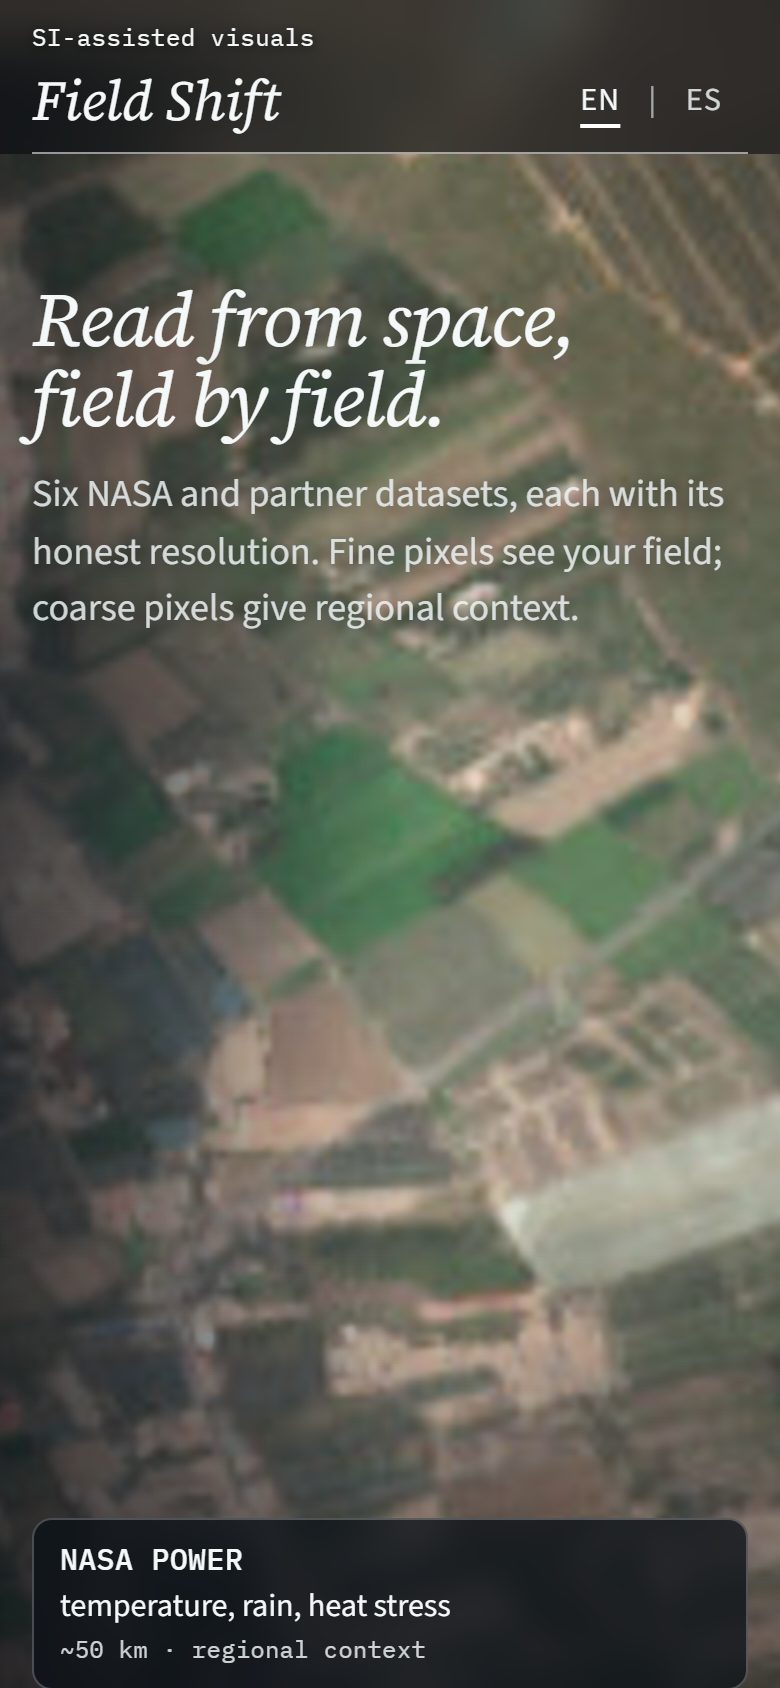 SI-assisted visuals
Field Shift
EN | ES
Read from space,
field by field.
Six NASA and partner datasets, each with its
honest resolution. Fine pixels see your field;
coarse pixels give regional context.
NASA POWER
temperature, rain, heat stress
~50 km · regional context